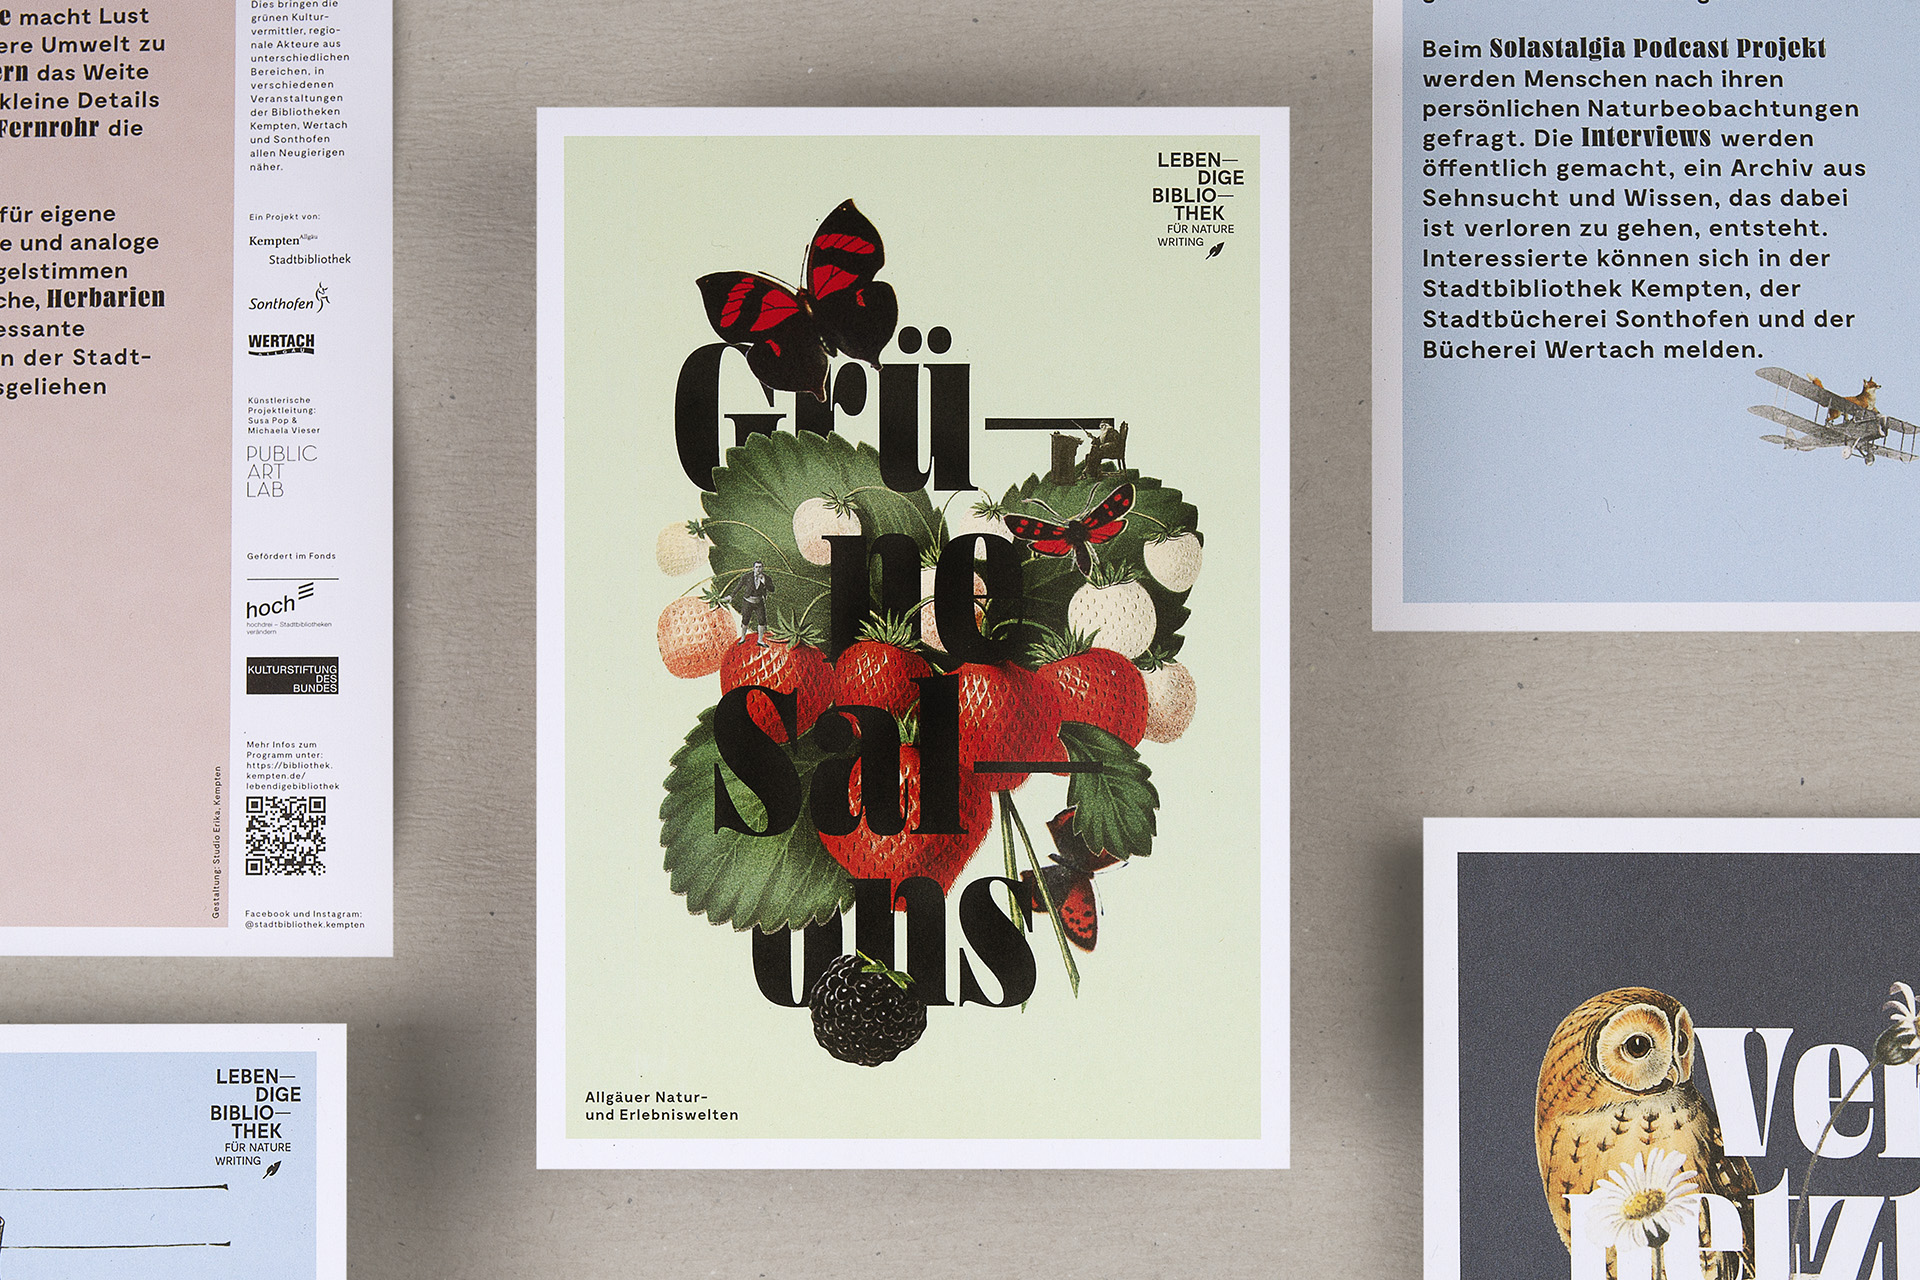 e macht Lust
ere Umwelt zu
ern das Weite
kleine Details
Fernrohr die
für eigene
e und analoge
gelstimmen
che, Herbarien
essante
n der Stadt-
sgeliehen
Gestaltung: Studio Erika, Kempten
Dies bringen die
grünen Kultur-
vermittler, regio-
nale Akteure aus
unterschiedlichen
Bereichen, in
verschiedenen
Veranstaltungen
der Bibliotheken
Kempten, Wertach
und Sonthofen
allen Neugierigen
näher.
Ein Projekt von:
Kempten Allgäu
Stadtbibliothek
Sonthofen
WERTACH
ALLGÄU
Künstlerische
Projektleitung:
Susa Pop &
Michaela Vieser
PUBLIC
ART
LAB
Gefördert im Fonds
hoch
hochdrei – Stadtbibliotheken
verändern
KULTURSTIFTUNG
DES
BUNDES
Mehr Infos zum
Programm unter:
https://bibliothek.
kempten.de/
lebendigebibliothek
Facebook und Instagram:
@stadtbibliothek.kempten
LEBEN—
DIGE
BIBLIO—
THEK
FÜR NATURE
WRITING
LEBEN—
DIGE
BIBLIO—
THEK
FÜR NATURE
WRITING
Grü—
ne
Sal—
ons
Allgäuer Natur-
und Erlebniswelten
Beim Solastalgia Podcast Projekt
werden Menschen nach ihren
persönlichen Naturbeobachtungen
gefragt. Die Interviews werden
öffentlich gemacht, ein Archiv aus
Sehnsucht und Wissen, das dabei
ist verloren zu gehen, entsteht.
Interessierte können sich in der
Stadtbibliothek Kempten, der
Stadtbücherei Sonthofen und der
Bücherei Wertach melden.
Ver
netz